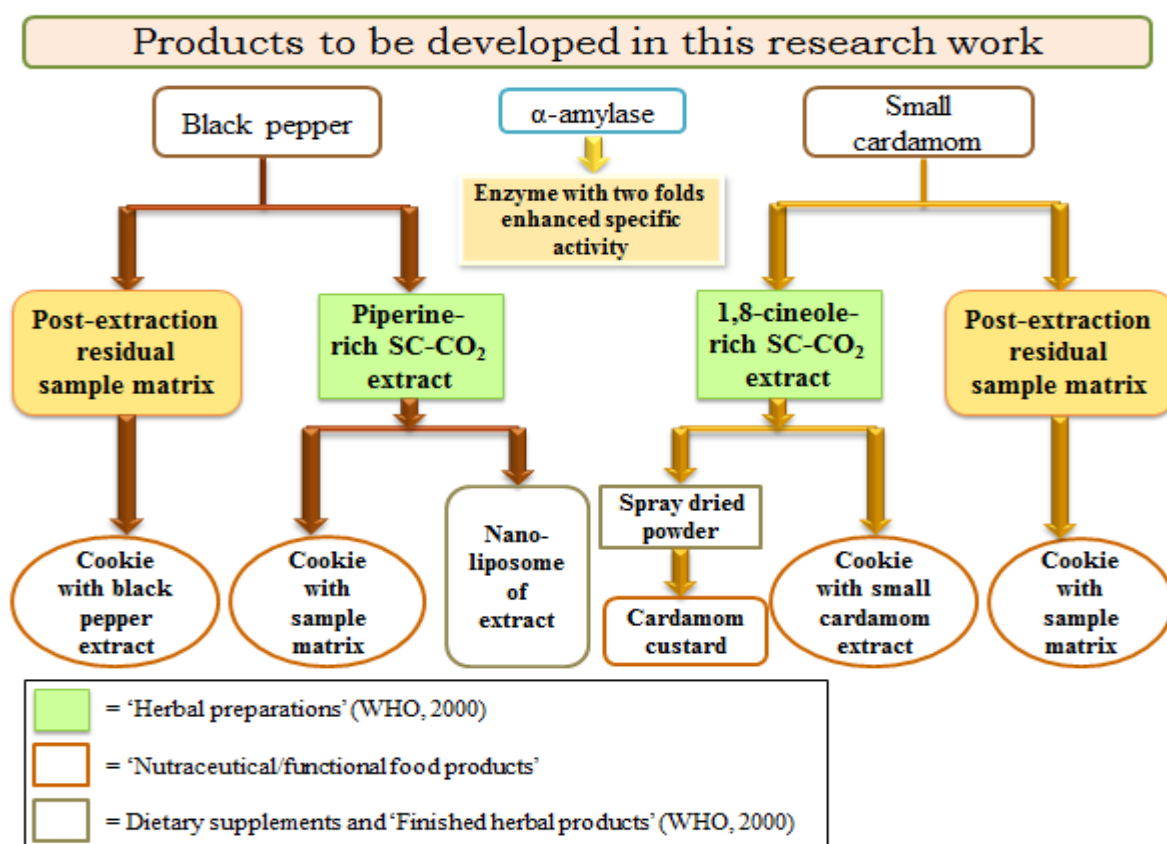 Products to be developed in this research work
Black pepper
α-amylase
Small
cardamom
Enzyme with two folds
enhanced specific
activity
Post-extraction
residual
sample matrix
Piperine-
rich SC-CO₂
extract
1,8-cineole-
rich SC-CO₂
extract
Post-extraction
residual
sample matrix
Cookie
with black
pepper
extract
Cookie
with
sample
matrix
Nano-
liposome
of
extract
Spray dried
powder
Cardamom
custard
Cookie
with small
cardamom
extract
Cookie
with
sample
matrix
= ‘Herbal preparations’ (WHO, 2000)
= ‘Nutraceutical/functional food products’
= Dietary supplements and ‘Finished herbal products’ (WHO, 2000)